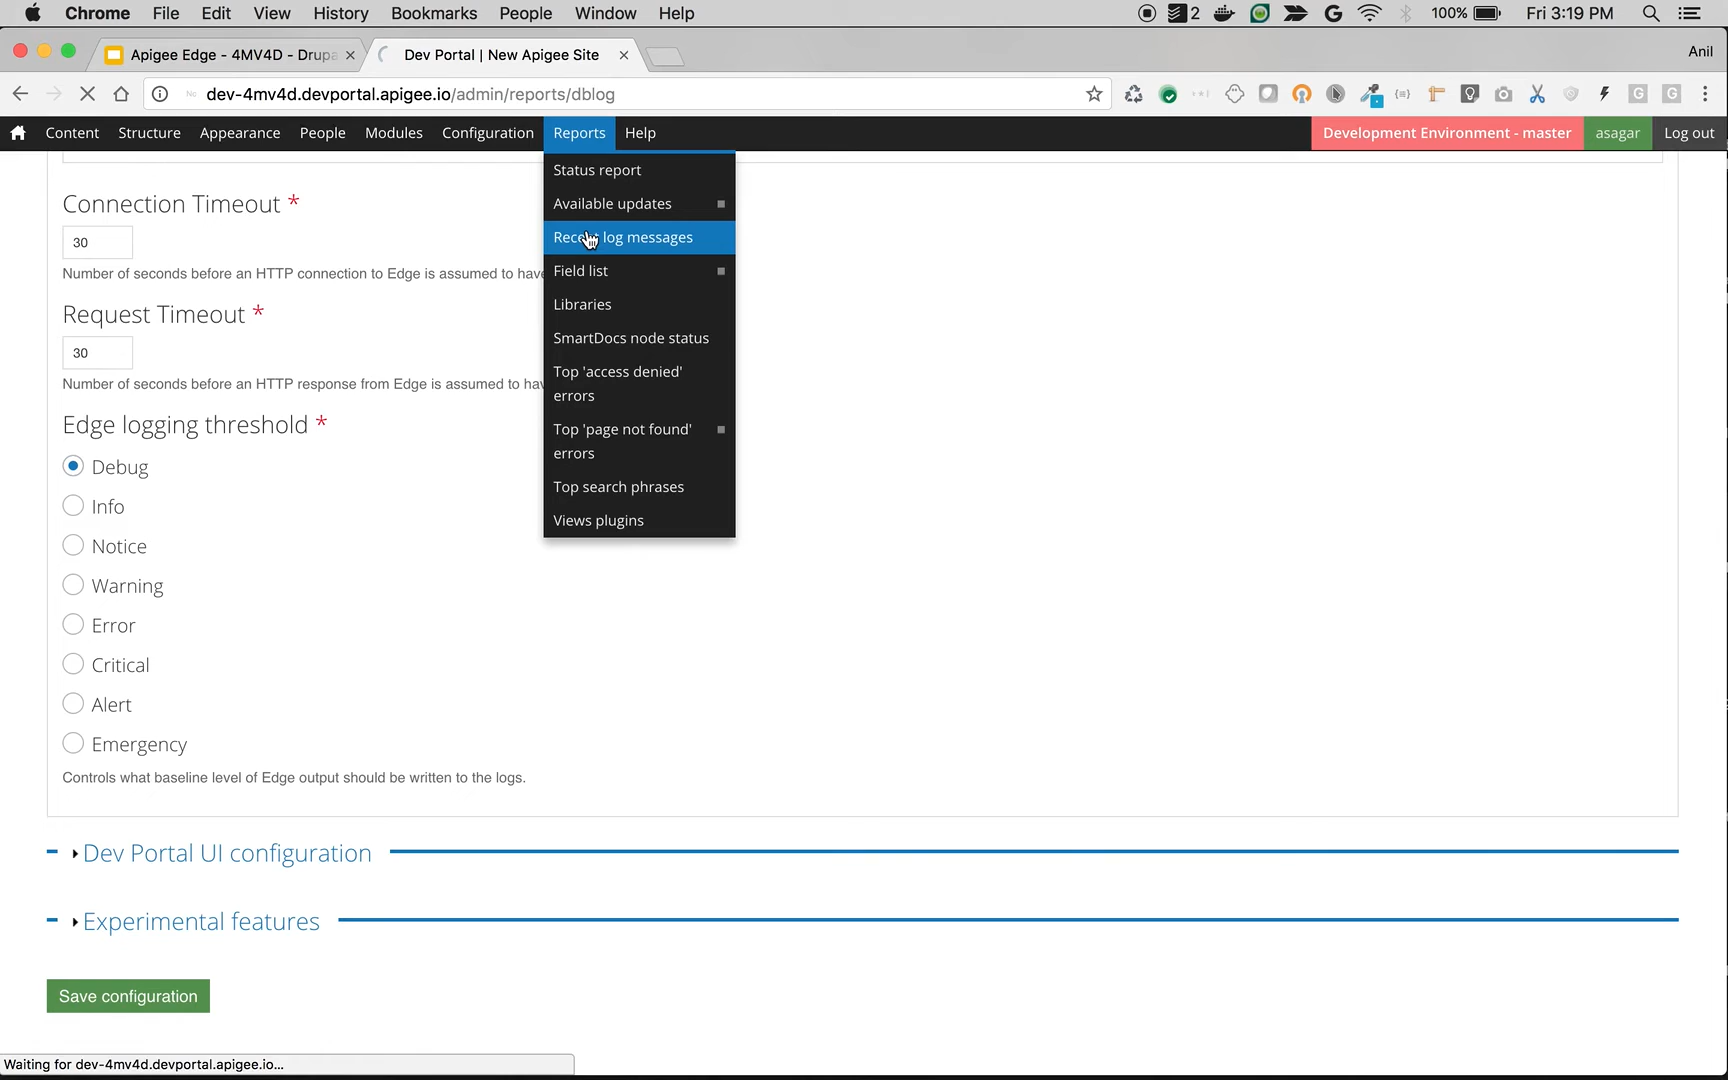 Chrome File Edit View History Bookmarks People Window Help 2 100% Fri 3:19 PM
Apigee Edge - 4MV4D - Drupa Dev Portal | New Apigee Site Anil
dev-4mv4d.devportal.apigee.io/admin/reports/dblog
Content Structure Appearance People Modules Configuration Reports Help Development Environment - master asagar Log out
Status report
Available updates
Recent log messages
Field list
Libraries
SmartDocs node status
Top 'access denied'
errors
Top 'page not found'
errors
Top search phrases
Views plugins
Connection Timeout *
30
Number of seconds before an HTTP connection to Edge is assumed to have
Request Timeout *
30
Number of seconds before an HTTP response from Edge is assumed to hav
Edge logging threshold *
Debug
Info
Notice
Warning
Error
Critical
Alert
Emergency
Controls what baseline level of Edge output should be written to the logs.
Dev Portal UI configuration
Experimental features
Save configuration
Waiting for dev-4mv4d.devportal.apigee.io...